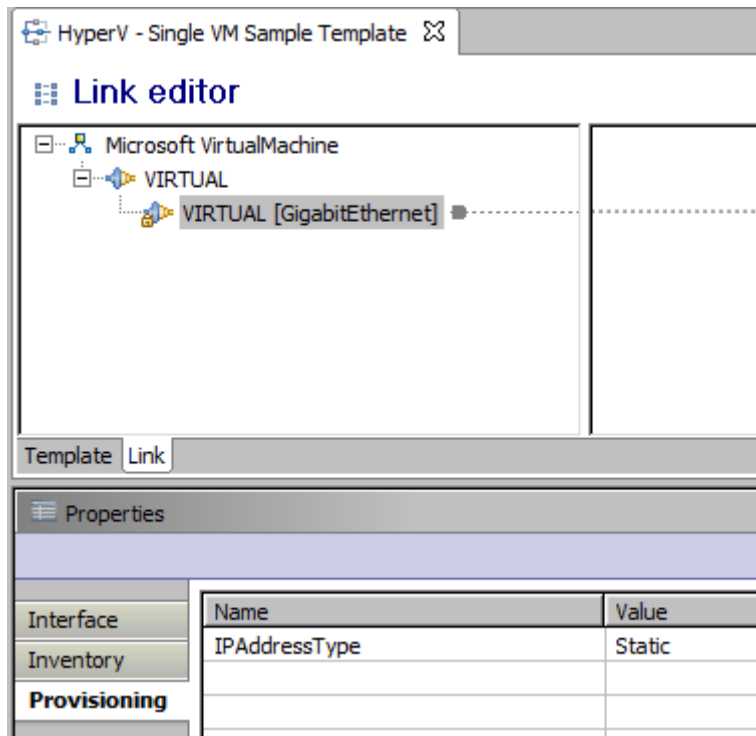 HyperV - Single VM Sample Template
Link editor
Microsoft VirtualMachine
VIRTUAL
VIRTUAL [GigabitEthernet]
Template Link
Properties
Interface
Inventory
Provisioning
Name Value
IPAddressType Static